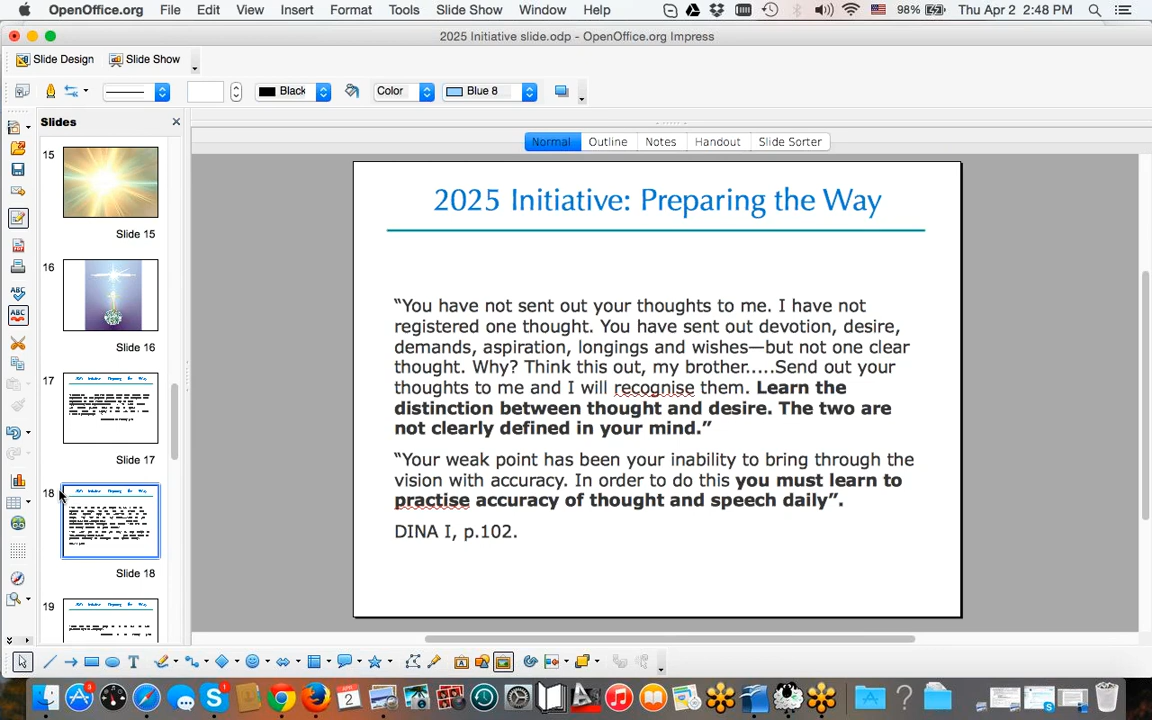 OpenOffice.org File Edit View Insert Format Tools Slide Show Window Help 98% Thu Apr 2 2:48 PM
2025 Initiative slide.odp - OpenOffice.org Impress
Slide Design Slide Show
Black Color Blue 8
Slides
Normal Outline Notes Handout Slide Sorter
15
Slide 15
16
Slide 16
17
Slide 17
18
Slide 18
19
2025 Initiative: Preparing the Way
“You have not sent out your thoughts to me. I have not
registered one thought. You have sent out devotion, desire,
demands, aspiration, longings and wishes—but not one clear
thought. Why? Think this out, my brother.....Send out your
thoughts to me and I will recognise them. Learn the
distinction between thought and desire. The two are
not clearly defined in your mind.”
“Your weak point has been your inability to bring through the
vision with accuracy. In order to do this you must learn to
practise accuracy of thought and speech daily”.
DINA I, p.102.